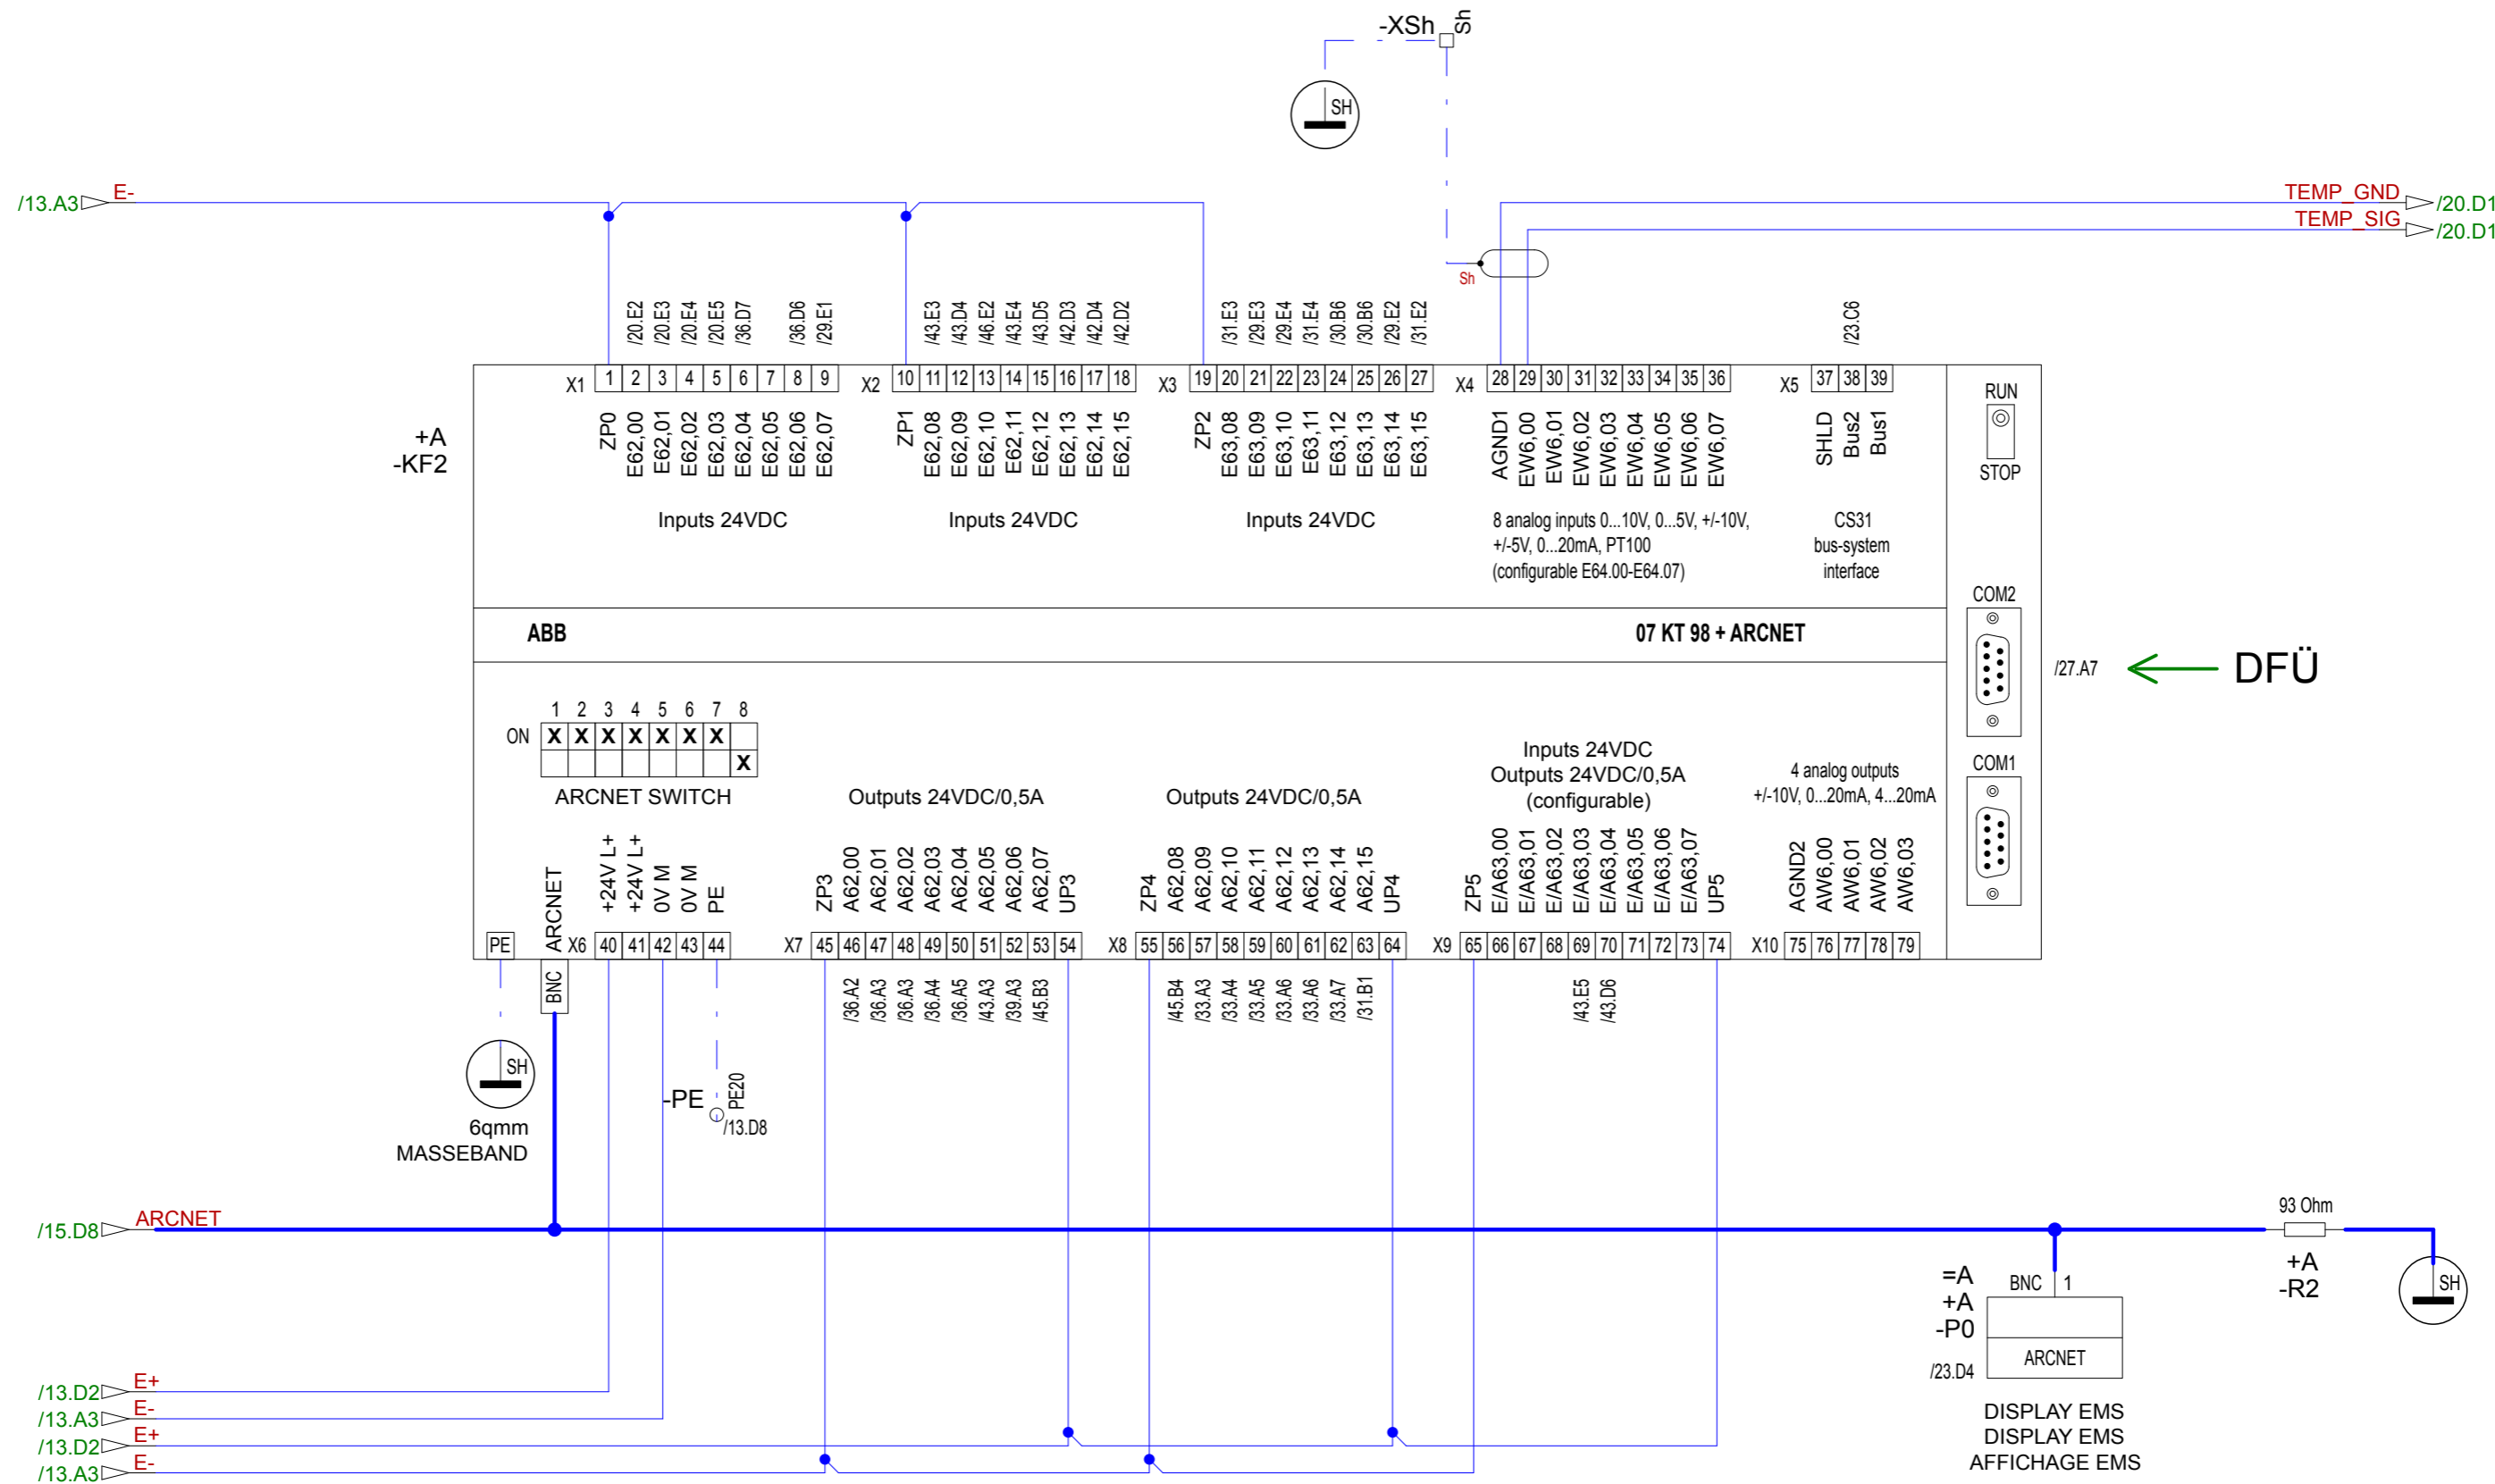 -XSh Sh
SH
/13.A3 E-
TEMP_GND /20.D1
TEMP_SIG /20.D1
Sh
/20.E2 /20.E3 /20.E4 /20.E5 /36.D7 /36.D6 /29.E1
/43.E3 /43.D4 /46.E2 /43.E4 /43.D5 /42.D3 /42.D4 /42.D2
/31.E3 /29.E3 /29.E4 /31.E4 /30.B6 /30.B6 /29.E2 /31.E2
/23.C6
X1 1 2 3 4 5 6 7 8 9
X2 10 11 12 13 14 15 16 17 18
X3 19 20 21 22 23 24 25 26 27
X4 28 29 30 31 32 33 34 35 36
X5 37 38 39
RUN
STOP
+A
-KF2
ZP0 E62,00 E62,01 E62,02 E62,03 E62,04 E62,05 E62,06 E62,07
ZP1 E62,08 E62,09 E62,10 E62,11 E62,12 E62,13 E62,14 E62,15
ZP2 E63,08 E63,09 E63,10 E63,11 E63,12 E63,13 E63,14 E63,15
AGND1 EW6,00 EW6,01 EW6,02 EW6,03 EW6,04 EW6,05 EW6,06 EW6,07
SHLD Bus2 Bus1
Inputs 24VDC
Inputs 24VDC
Inputs 24VDC
8 analog inputs 0...10V, 0...5V, +/-10V,
+/-5V, 0...20mA, PT100
(configurable E64.00-E64.07)
CS31
bus-system
interface
ABB
07 KT 98 + ARCNET
COM2
/27.A7
DFÜ
COM1
1 2 3 4 5 6 7 8
ON X X X X X X X
X
ARCNET SWITCH
Outputs 24VDC/0,5A
Outputs 24VDC/0,5A
Inputs 24VDC
Outputs 24VDC/0,5A
(configurable)
4 analog outputs
+/-10V, 0...20mA, 4...20mA
ARCNET
+24V L+ +24V L+ 0V M 0V M PE
ZP3 A62,00 A62,01 A62,02 A62,03 A62,04 A62,05 A62,06 A62,07 UP3
ZP4 A62,08 A62,09 A62,10 A62,11 A62,12 A62,13 A62,14 A62,15 UP4
ZP5 E/A63,00 E/A63,01 E/A63,02 E/A63,03 E/A63,04 E/A63,05 E/A63,06 E/A63,07 UP5
AGND2 AW6,00 AW6,01 AW6,02 AW6,03
PE
X6 40 41 42 43 44
X7 45 46 47 48 49 50 51 52 53 54
X8 55 56 57 58 59 60 61 62 63 64
X9 65 66 67 68 69 70 71 72 73 74
X10 75 76 77 78 79
BNC
/36.A2 /36.A3 /36.A3 /36.A4 /36.A5 /43.A3 /39.A3 /45.B3
/45.B4 /33.A3 /33.A4 /33.A5 /33.A6 /33.A6 /33.A7 /31.B1
/43.E5 /43.D6
SH
6qmm
MASSEBAND
-PE PE20
/13.D8
/15.D8 ARCNET
93 Ohm
+A
-R2
SH
=A
+A
-P0
BNC 1
ARCNET
/23.D4
DISPLAY EMS
DISPLAY EMS
AFFICHAGE EMS
/13.D2 E+
/13.A3 E-
/13.D2 E+
/13.A3 E-